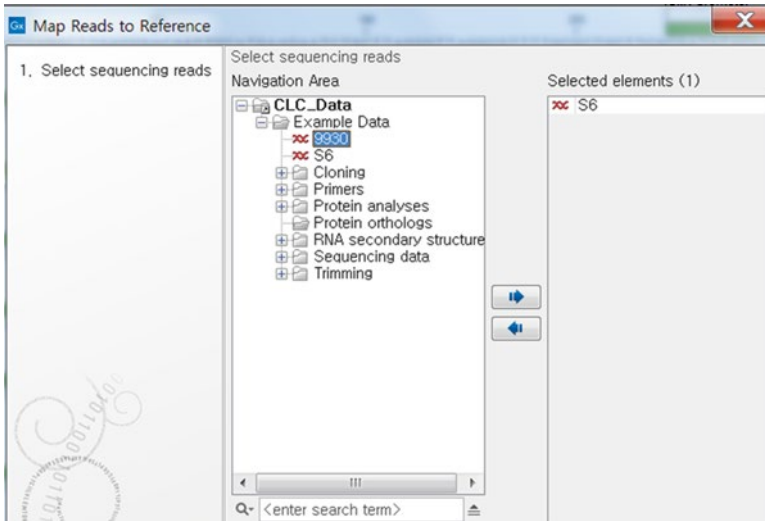 Gx Map Reads to Reference
X
1. Select sequencing reads
Select sequencing reads
Navigation Area
CLC_Data
Example Data
9930
S6
Cloning
Primers
Protein analyses
Protein orthologs
RNA secondary structure
Sequencing data
Trimming
<enter search term>
Selected elements (1)
S6